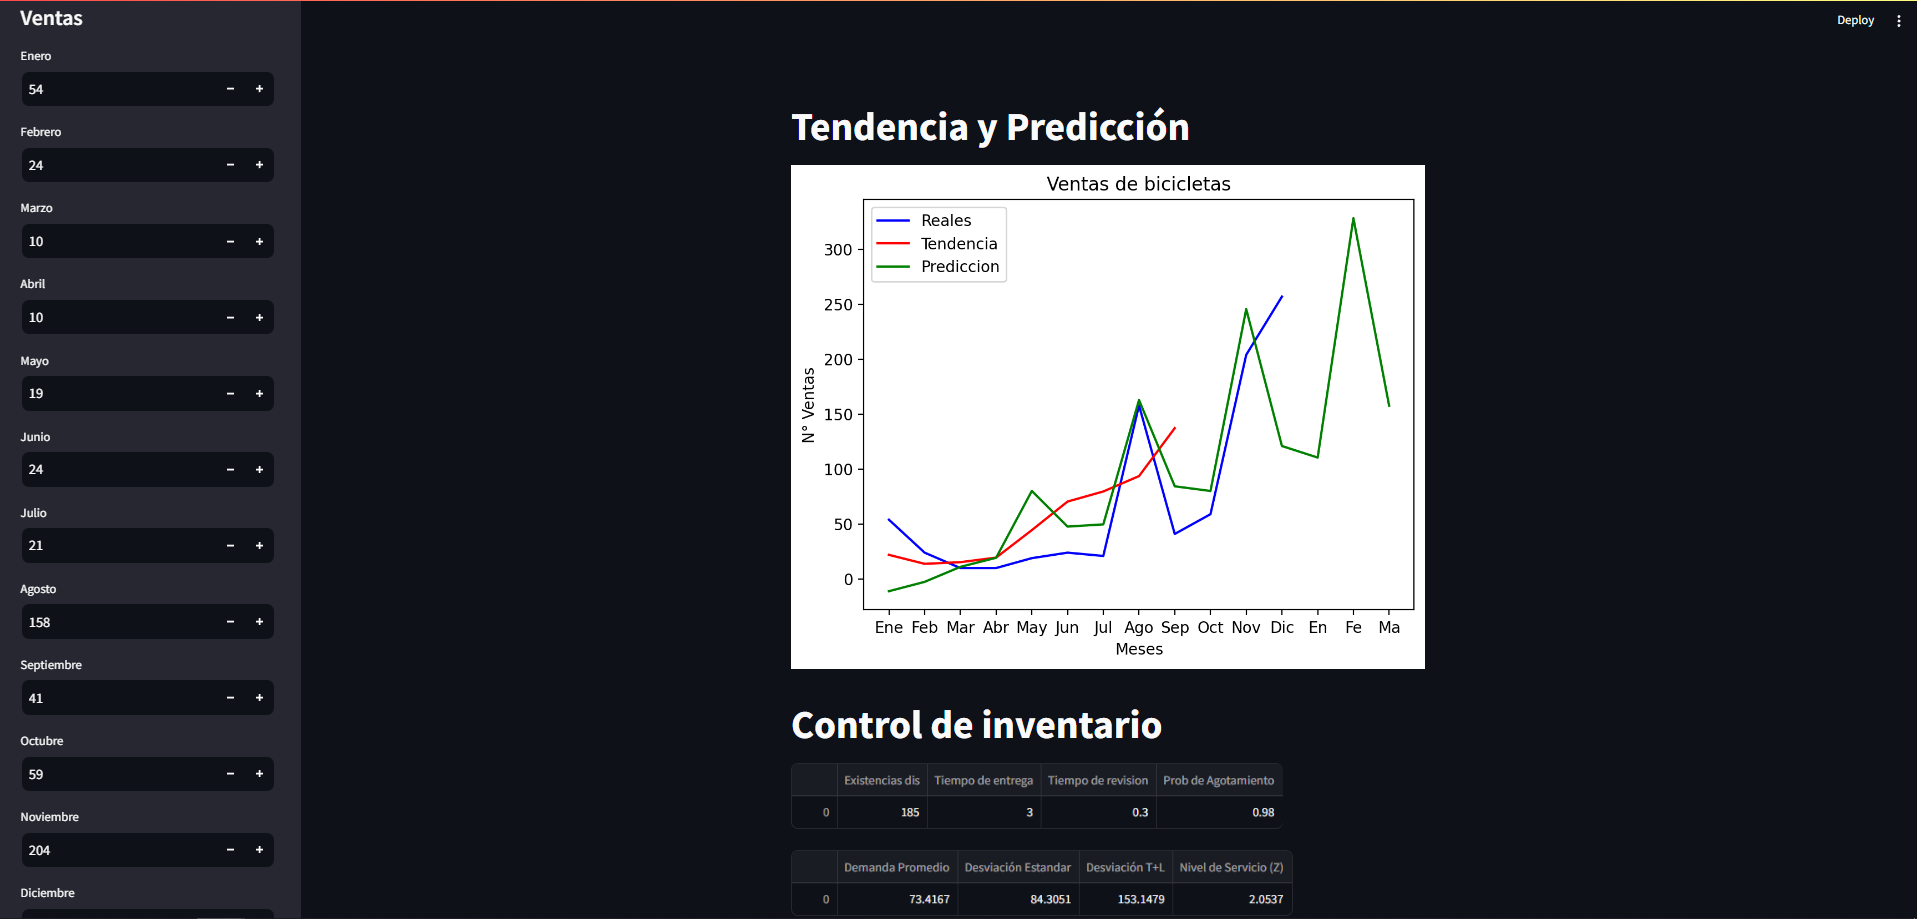 Ventas
Enero
54
Febrero
24
Marzo
10
Abril
10
Mayo
19
Junio
24
Julio
21
Agosto
158
Septiembre
41
Octubre
59
Noviembre
204
Diciembre
Deploy
Tendencia y Predicción
Ventas de bicicletas
Reales
Tendencia
Prediccion
300
250
200
150
100
50
0
N° Ventas
Ene Feb Mar Abr May Jun Jul Ago Sep Oct Nov Dic En Fe Ma
Meses
Control de inventario
Existencias dis Tiempo de entrega Tiempo de revision Prob de Agotamiento
0 185 3 0.3 0.98
Demanda Promedio Desviación Estandar Desviación T+L Nivel de Servicio (Z)
0 73.4167 84.3051 153.1479 2.0537